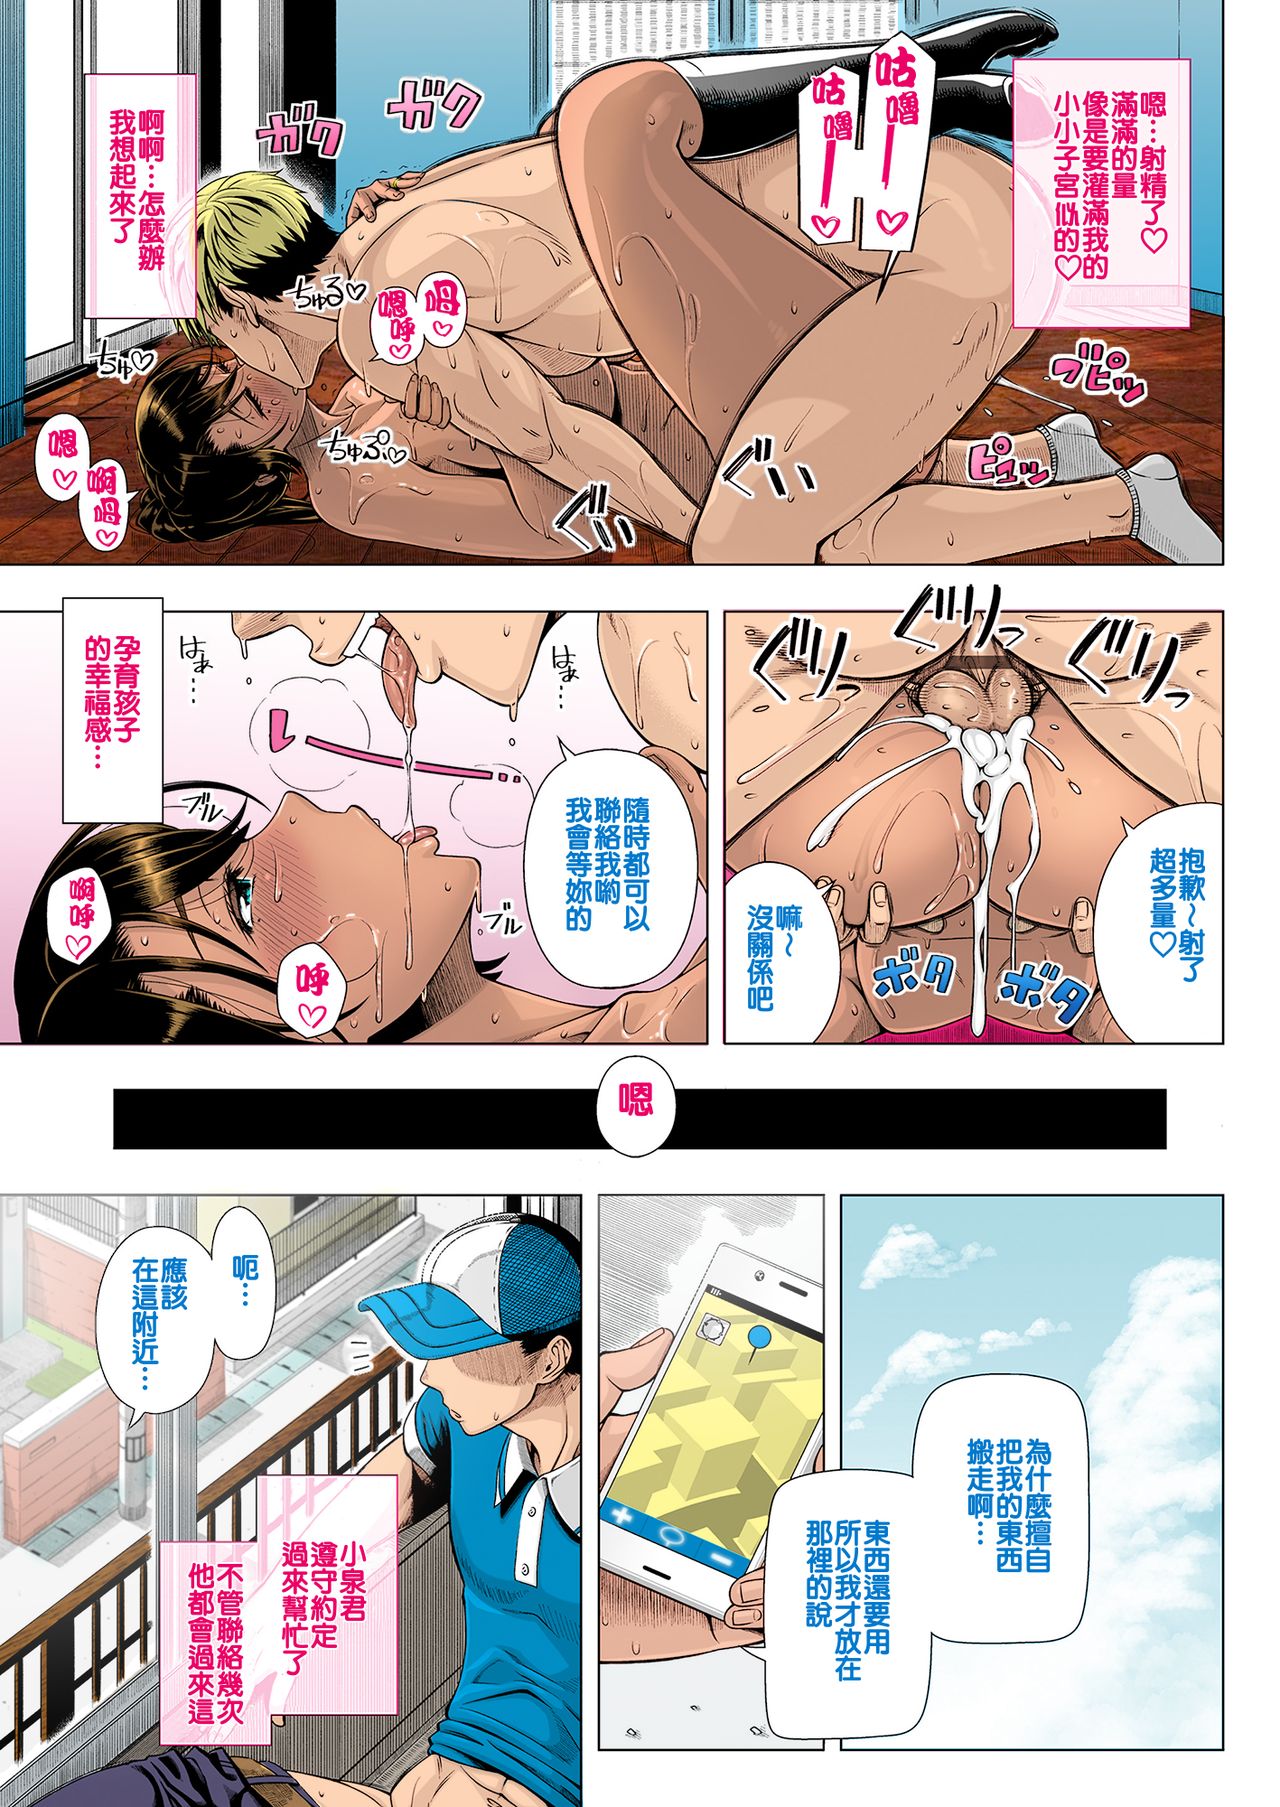 嗯…射精了♡
滿滿的量
像是要灌滿我的
小小子宮似的♡
咕嚕——♡
咕嚕——♡
ガク
ガク
啊啊…怎麼辦
我想起來了
ちゅる♡
嗯呼♡
母♡
ちゅ♡
ちゅぷ♡
嗯♡
啊母♡
ブピッ
ピュッ
ぐいっ
ぐいっ
ぐりっ
ぐりっ
ぐりっ
抱歉～射了
超多量♡
嘛～
沒關係吧
ボタ
ボタ
はぁ…
はぁ…
隨時都可以
聯絡我喲
我會等妳的
孕育孩子
的幸福感…
ブル
ブル
啊呼♡
呼♡
嗯
為什麼擅自
把我的東西
搬走啊…
東西還要用
所以我才放在
那裡的說
呃…
應該
在這附近…
小泉君
遵守約定
過來幫忙了
不管聯絡幾次
他都會過來這